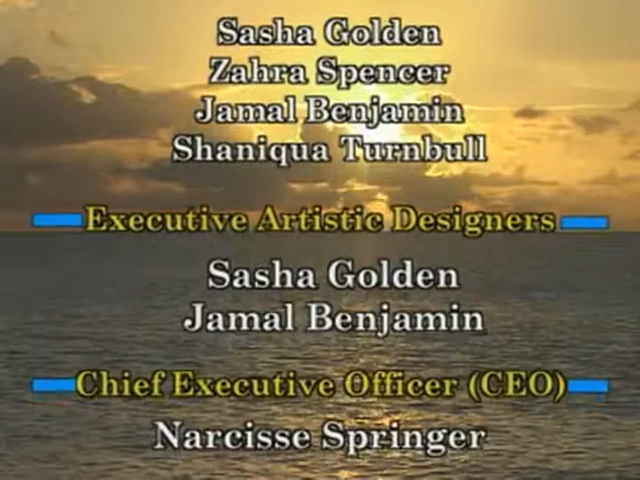 Sasha Golden
Zahra Spencer
Jamal Benjamin
Shaniqua Turnbull
Executive Artistic Designers
Sasha Golden
Jamal Benjamin
Chief Executive Officer (CEO)
Narcisse Springer